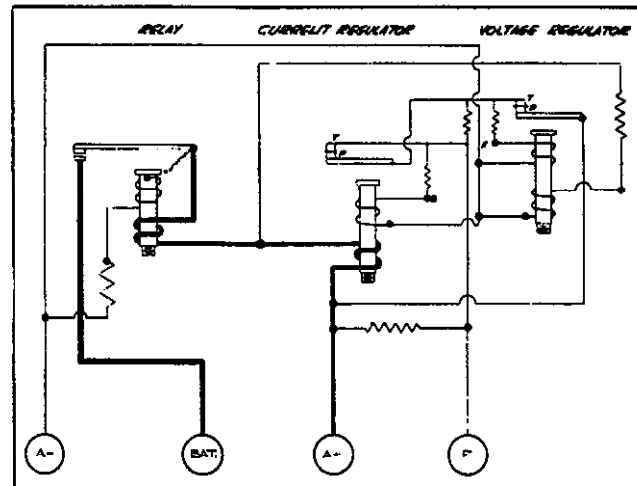 RELAY
CURRENT REGULATOR
VOLTAGE REGULATOR
A-
BAT.
A+
F